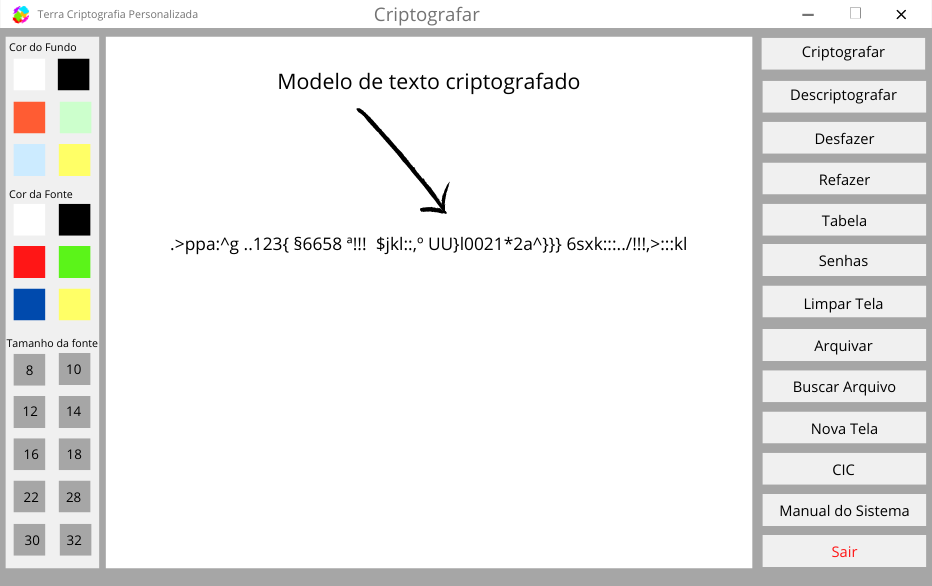 Terra Criptografia Personalizada
Criptografar
Cor do Fundo
Cor da Fonte
Tamanho da fonte
8 10
12 14
16 18
22 28
30 32
Modelo de texto criptografado
.>ppa:^g ..123{ §6658 ª!!!  $jkl::,º UU}l0021*2a^}}} 6sxk:::../!!!,>:::kl
Criptografar
Descriptografar
Desfazer
Refazer
Tabela
Senhas
Limpar Tela
Arquivar
Buscar Arquivo
Nova Tela
CIC
Manual do Sistema
Sair